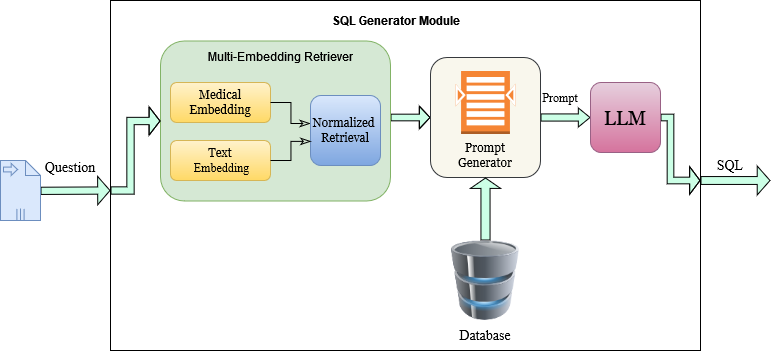 SQL Generator Module
Multi-Embedding Retriever
Medical
Embedding
Text
Embedding
Normalized
Retrieval
Question
Prompt
Generator
Prompt
LLM
SQL
Database